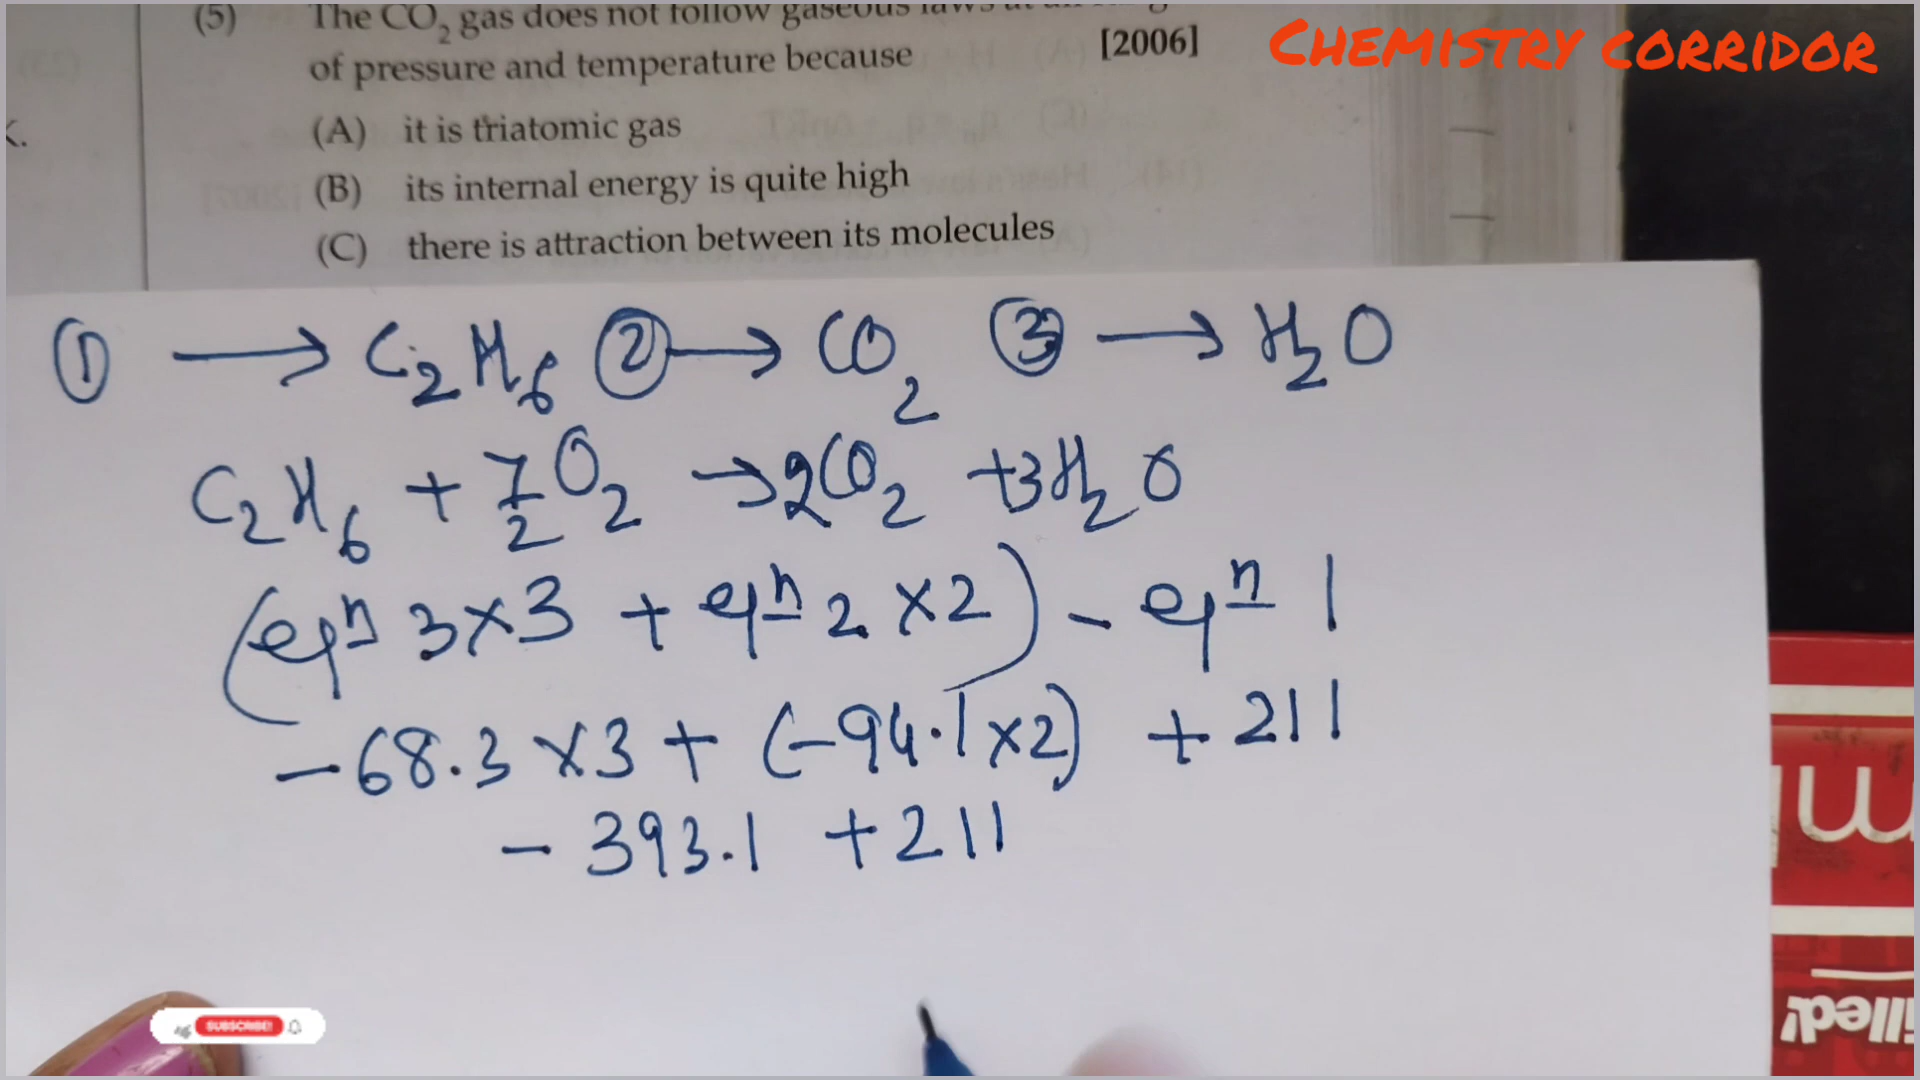 (5) The CO₂ gas does not follow gaseous laws at
of pressure and temperature because [2006]
CHEMISTRY CORRIDOR
(A) it is triatomic gas
(B) its internal energy is quite high
(C) there is attraction between its molecules
① → C₂H₆ ② → CO₂ ③ → H₂O
C₂H₆ + 7/2 O₂ → 2CO₂ + 3H₂O
(eqⁿ 3×3 + eqⁿ 2 ×2) - eqⁿ 1
-68.3 ×3 + (-94.1×2) + 211
-393.1 +211
SUBSCRIBE!